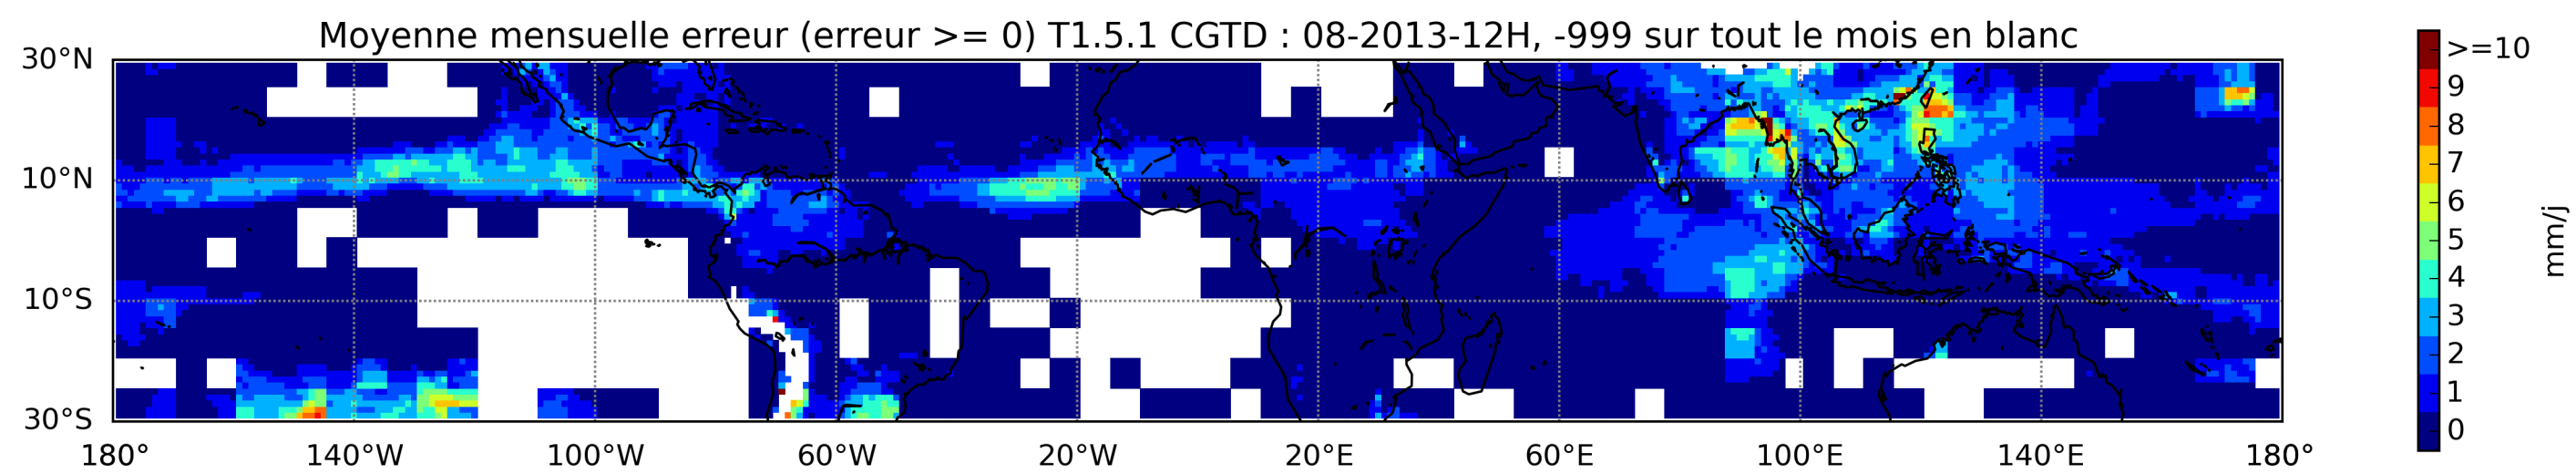 Moyenne mensuelle erreur (erreur >= 0) T1.5.1 CGTD : 08-2013-12H, -999 sur tout le mois en blanc
30°N
10°N
10°S
30°S
180° 140°W 100°W 60°W 20°W 20°E 60°E 100°E 140°E 180°
>=10
9
8
7
6
5
4
3
2
1
0
mm/j